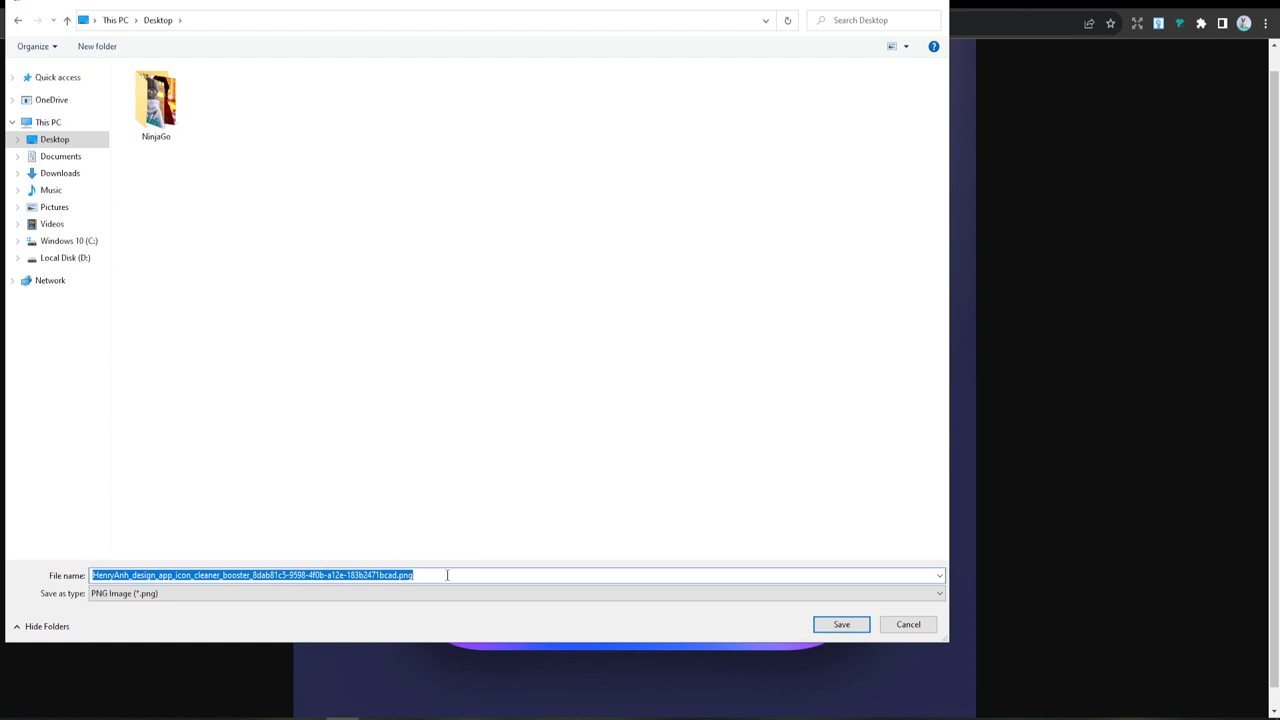 This PC
Desktop
Search Desktop
Organize
New folder
Quick access
OneDrive
This PC
Desktop
Documents
Downloads
Music
Pictures
Videos
Windows 10 (C:)
Local Disk (D:)
Network
NinjaGo
File name:
HenryAnh_design_app_icon_cleaner_booster_8dab81c5-9598-4f0b-a12e-183b2471bcad.png
Save as type:
PNG Image (*.png)
Hide Folders
Save
Cancel